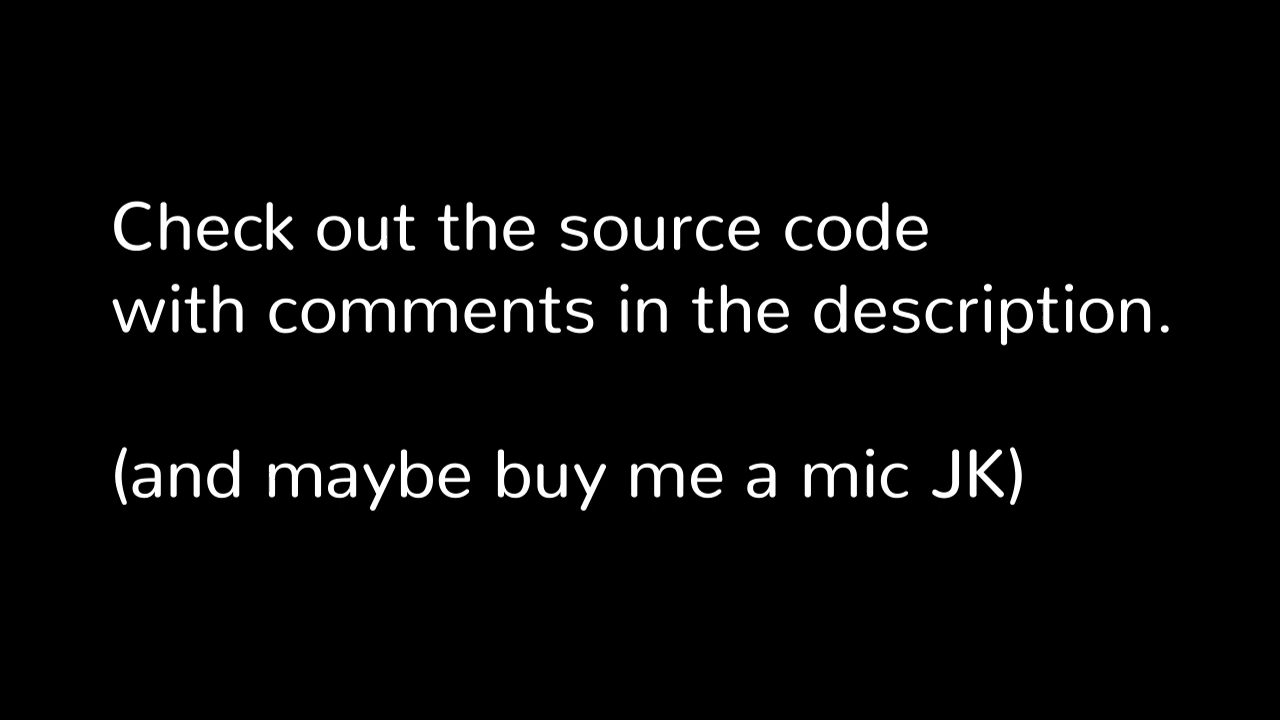 Check out the source code
with comments in the description.
(and maybe buy me a mic JK)